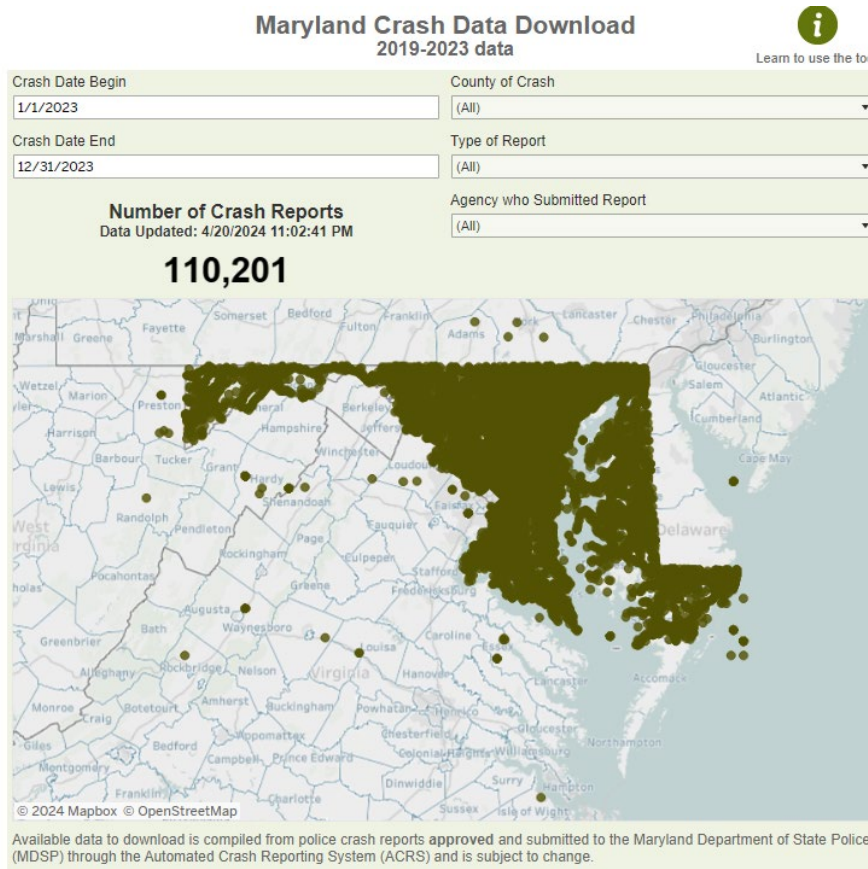 Maryland Crash Data Download
2019-2023 data
i
Learn to use the too
Crash Date Begin
County of Crash
1/1/2023
(All)
Crash Date End
Type of Report
12/31/2023
(All)
Number of Crash Reports
Agency who Submitted Report
Data Updated: 4/20/2024 11:02:41 PM
(All)
110,201
Ohio
Somerset Bedford Franklin Lancaster
Marshall Greene Fayette Fulton Adams Chester Philadelphia
Burlington
Gloucester
Wetzel Marion Preston Berkeley Salem Atlantic
Hampshire Cumberland
Harrison Winchester
Barbour Tucker Grant Loudou Cape May
Lewis Hardy Fairfax
Shenandoah
Randolph Fauquier Delaware
West Virginia
Pendleton Page
Rockingham Culpeper Stafford
Pocahontas Greene Fredericksburg
Augusta
Bath Waynesboro Caroline
Greenbrier Louisa Essex
Rockbridge Nelson Virginia Hanover
Alleghany Lancaster Accomack
Monroe Botetourt Amherst Buckingham Powhatan Henrico
Craig Gloucester
Giles Appomattox Chesterfield Northampton
Bedford Campbell Prince Edward Colonial Heights Williamsburg
Montgomery Dinwiddie Surry Hampton
Franklin Charlotte Sussex Isle of Wight
© 2024 Mapbox © OpenStreetMap
Available data to download is compiled from police crash reports approved and submitted to the Maryland Department of State Police
(MDSP) through the Automated Crash Reporting System (ACRS) and is subject to change.